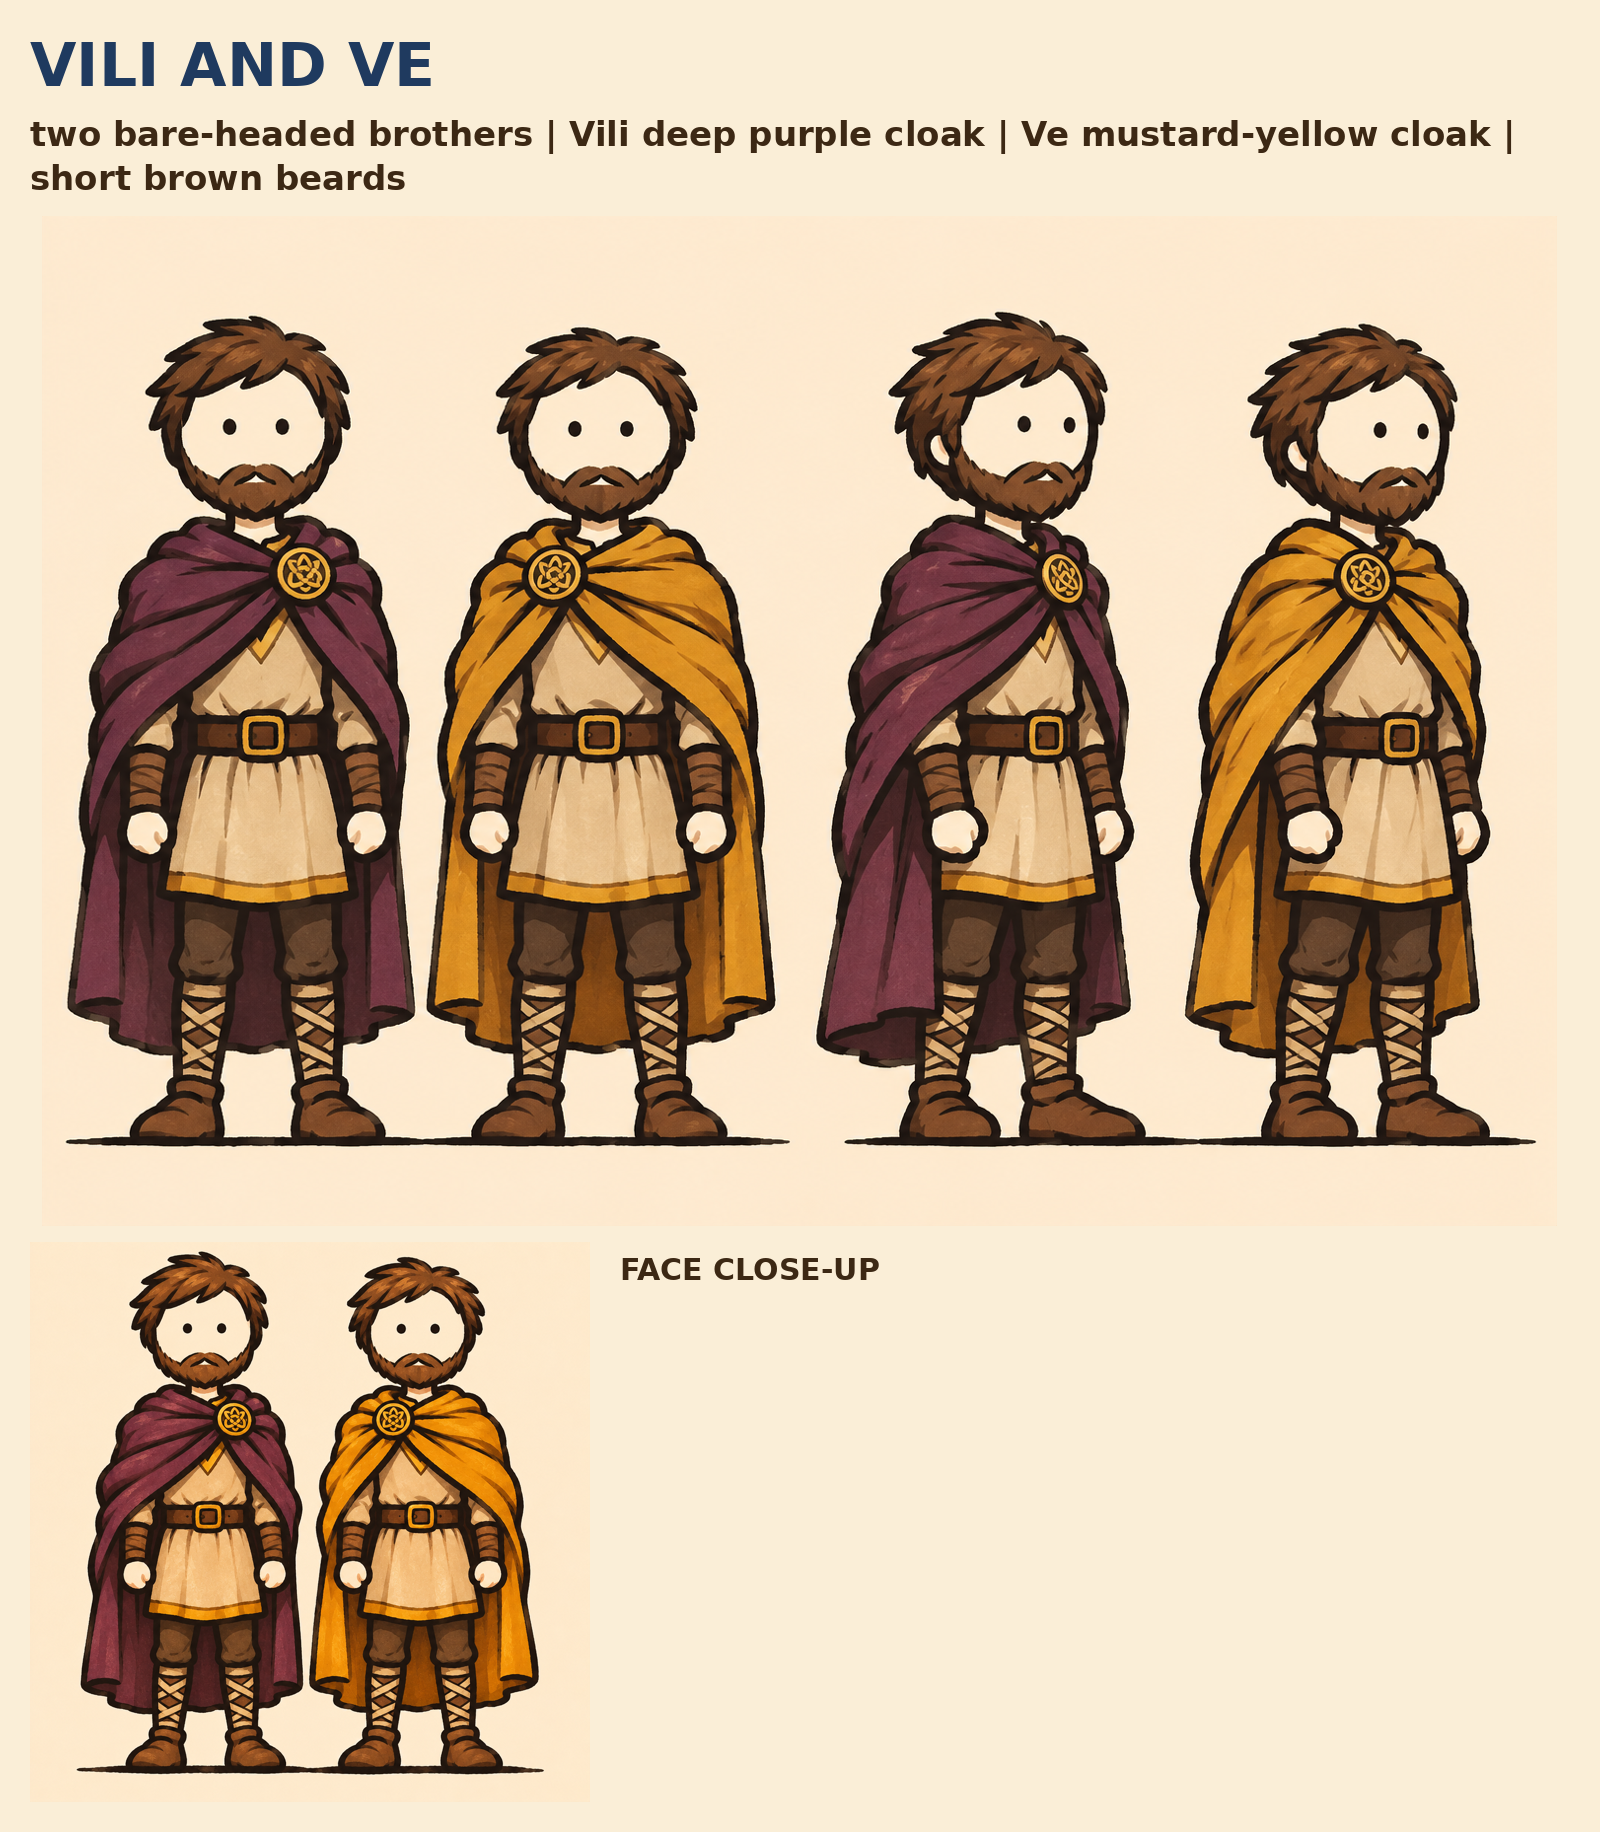 VILI AND VE
two bare-headed brothers | Vili deep purple cloak | Ve mustard-yellow cloak |
short brown beards
FACE CLOSE-UP